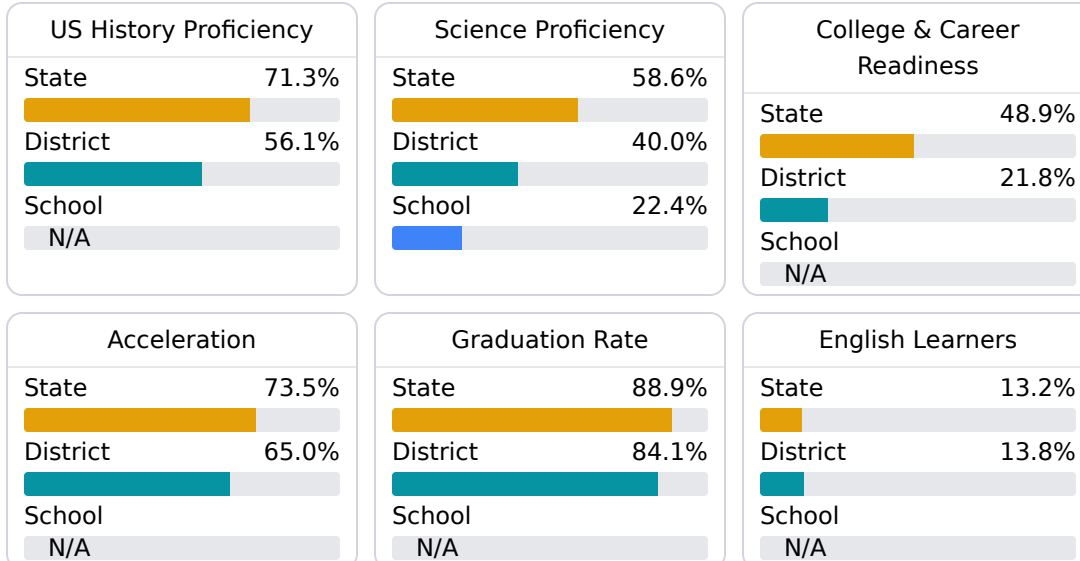 US History Proficiency
State 71.3%
District 56.1%
School
N/A
Science Proficiency
State 58.6%
District 40.0%
School 22.4%
College & Career
Readiness
State 48.9%
District 21.8%
School
N/A
Acceleration
State 73.5%
District 65.0%
School
N/A
Graduation Rate
State 88.9%
District 84.1%
School
N/A
English Learners
State 13.2%
District 13.8%
School
N/A